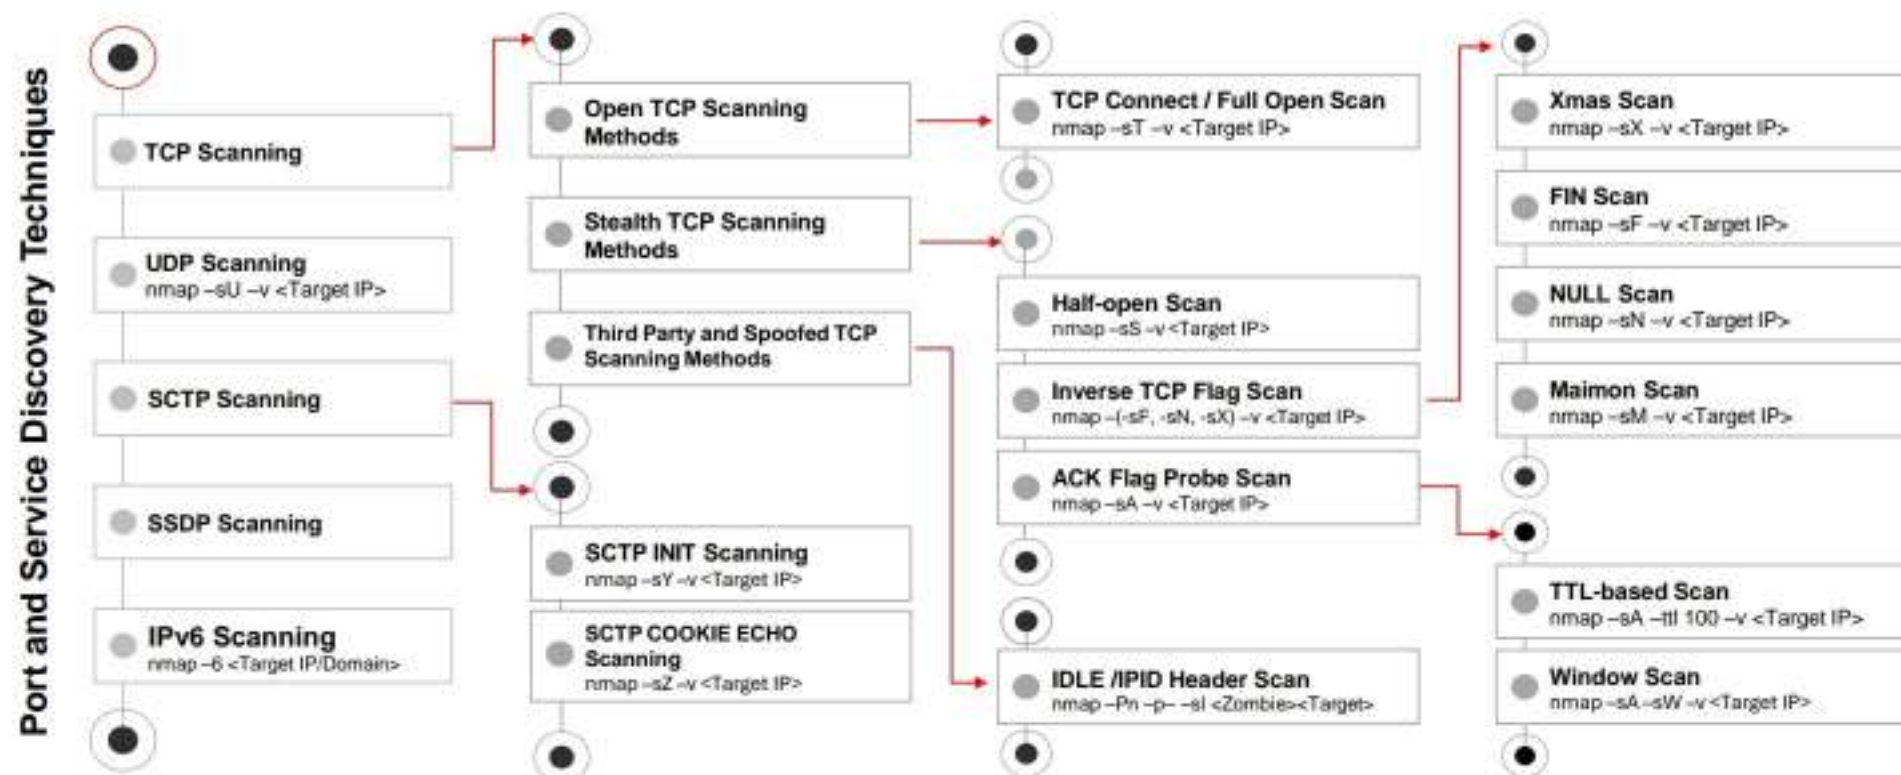 Port and Service Discovery Techniques
TCP Scanning
UDP Scanning
nmap –sU –v <Target IP>
SCTP Scanning
SSDP Scanning
IPv6 Scanning
nmap –6 <Target IP/Domain>
Open TCP Scanning
Methods
Stealth TCP Scanning
Methods
Third Party and Spoofed TCP
Scanning Methods
SCTP INIT Scanning
nmap –sY –v <Target IP>
SCTP COOKIE ECHO
Scanning
nmap –sZ –v <Target IP>
TCP Connect / Full Open Scan
nmap –sT –v <Target IP>
Half-open Scan
nmap –sS –v <Target IP>
Inverse TCP Flag Scan
nmap –(-sF, -sN, -sX) –v <Target IP>
ACK Flag Probe Scan
nmap –sA –v <Target IP>
IDLE /IPID Header Scan
nmap –Pn –p– –sI <Zombie><Target>
Xmas Scan
nmap –sX –v <Target IP>
FIN Scan
nmap –sF –v <Target IP>
NULL Scan
nmap –sN –v <Target IP>
Maimon Scan
nmap –sM –v <Target IP>
TTL-based Scan
nmap –sA –ttl 100 –v <Target IP>
Window Scan
nmap –sA –sW –v <Target IP>